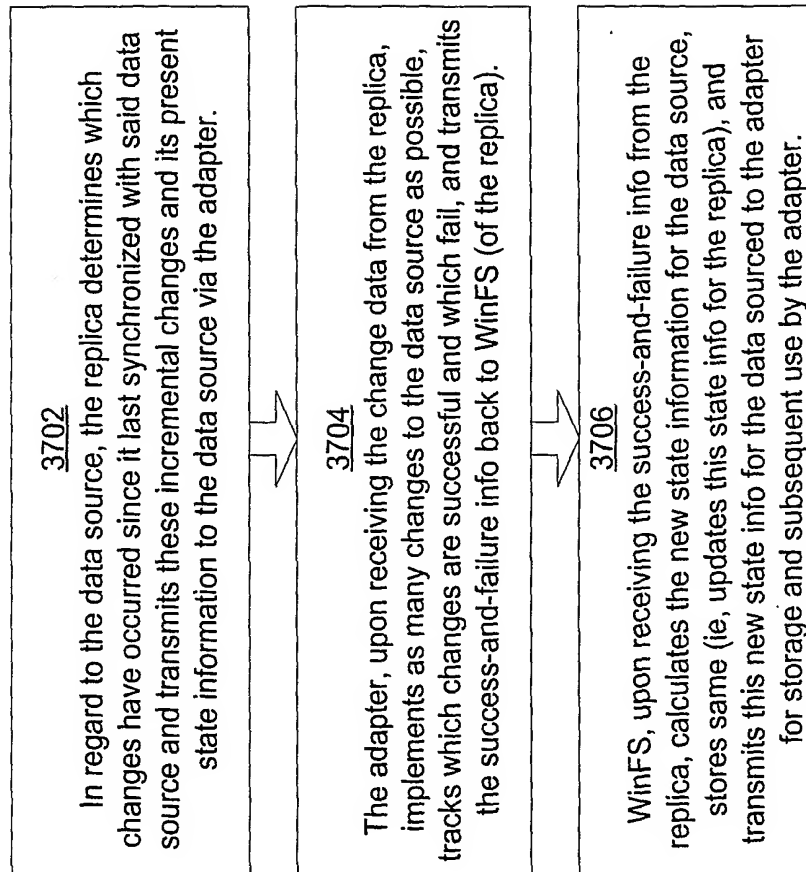 3702
In regard to the data source, the replica determines which
changes have occurred since it last synchronized with said data
source and transmits these incremental changes and its present
state information to the data source via the adapter.
3704
The adapter, upon receiving the change data from the replica,
implements as many changes to the data source as possible,
tracks which changes are successful and which fail, and transmits
the success-and-failure info back to WinFS (of the replica).
3706
WinFS, upon receiving the success-and-failure info from the
replica, calculates the new state information for the data source,
stores same (ie, updates this state info for the replica), and
transmits this new state info for the data sourced to the adapter
for storage and subsequent use by the adapter.